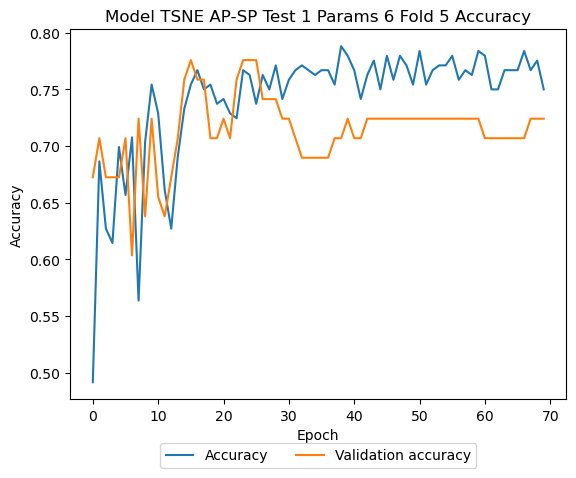 Model TSNE AP-SP Test 1 Params 6 Fold 5 Accuracy
0.80
0.75
0.70
0.65
0.60
0.55
0.50
Accuracy
0 10 20 30 40 50 60 70
Epoch
Accuracy Validation accuracy